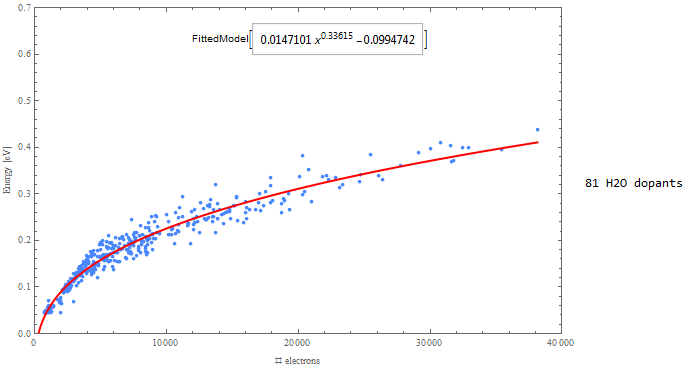 0.7
FittedModel[ 0.0147101 x^0.33615 − 0.0994742 ]
0.6
0.5
0.4
Energy [eV]
81 H2O dopants
0.3
0.2
0.1
0.0
0 10000 20000 30000 40000
# electrons